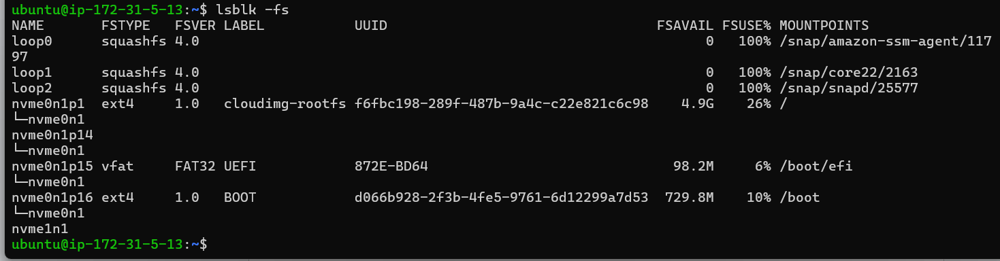 ubuntu@ip-172-31-5-13:~$ lsblk -fs
NAME       FSTYPE   FSVER LABEL           UUID                                 FSAVAIL FSUSE% MOUNTPOINTS
loop0      squashfs 4.0                                                              0   100% /snap/amazon-ssm-agent/117
97
loop1      squashfs 4.0                                                              0   100% /snap/core22/2163
loop2      squashfs 4.0                                                              0   100% /snap/snapd/25577
nvme0n1p1  ext4     1.0   cloudimg-rootfs f6fbc198-289f-487b-9a4c-c22e821c6c98    4.9G    26% /
└─nvme0n1
nvme0n1p14
└─nvme0n1
nvme0n1p15 vfat     FAT32 UEFI            872E-BD64                              98.2M     6% /boot/efi
└─nvme0n1
nvme0n1p16 ext4     1.0   BOOT            d066b928-2f3b-4fe5-9761-6d12299a7d53  729.8M    10% /boot
└─nvme0n1
nvme1n1
ubuntu@ip-172-31-5-13:~$